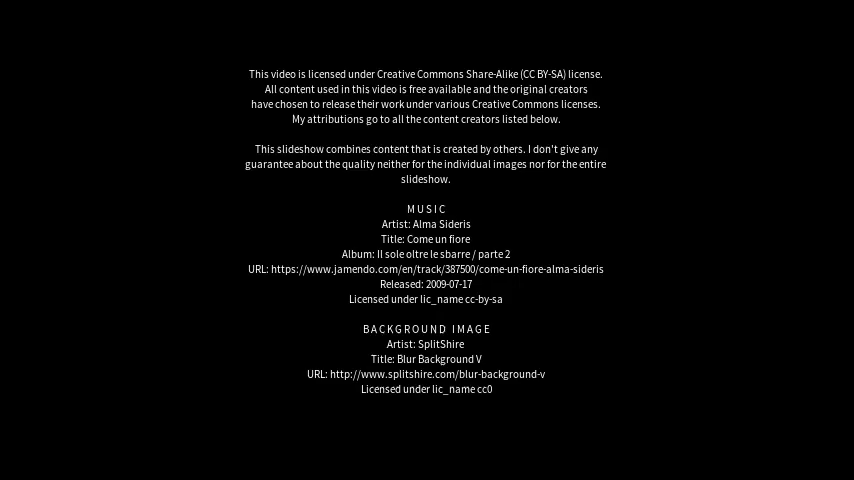 This video is licensed under Creative Commons Share-Alike (CC BY-SA) license.
All content used in this video is free available and the original creators
have chosen to release their work under various Creative Commons licenses.
My attributions go to all the content creators listed below.
This slideshow combines content that is created by others. I don't give any
guarantee about the quality neither for the individual images nor for the entire
slideshow.
MUSIC
Artist: Alma Sideris
Title: Come un fiore
Album: Il sole oltre le sbarre / parte 2
URL: https://www.jamendo.com/en/track/387500/come-un-fiore-alma-sideris
Released: 2009-07-17
Licensed under lic_name cc-by-sa
BACKGROUND IMAGE
Artist: SplitShire
Title: Blur Background V
URL: http://www.splitshire.com/blur-background-v
Licensed under lic_name cc0